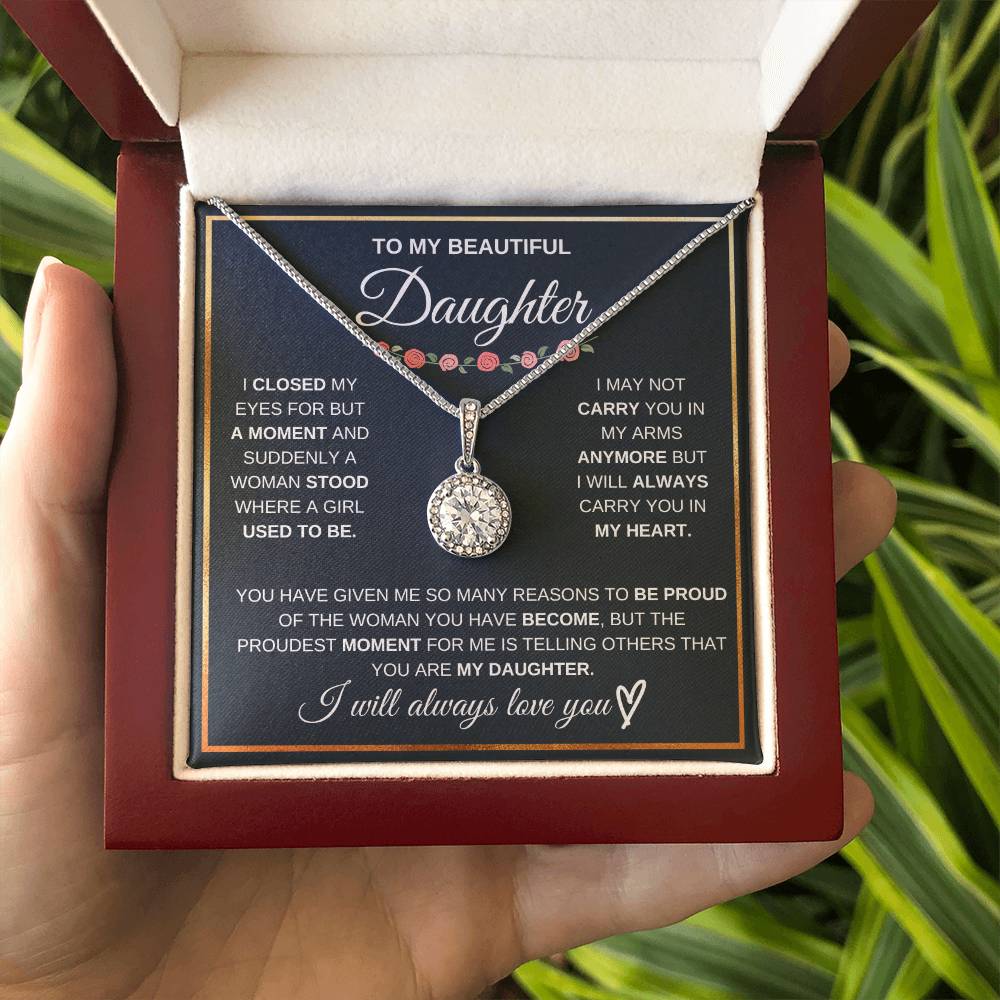 TO MY BEAUTIFUL
Daughter
I CLOSED MY
EYES FOR BUT
A MOMENT AND
SUDDENLY A
WOMAN STOOD
WHERE A GIRL
USED TO BE.
I MAY NOT
CARRY YOU IN
MY ARMS
ANYMORE BUT
I WILL ALWAYS
CARRY YOU IN
MY HEART.
YOU HAVE GIVEN ME SO MANY REASONS TO BE PROUD
OF THE WOMAN YOU HAVE BECOME, BUT THE
PROUDEST MOMENT FOR ME IS TELLING OTHERS THAT
YOU ARE MY DAUGHTER.
I will always love you